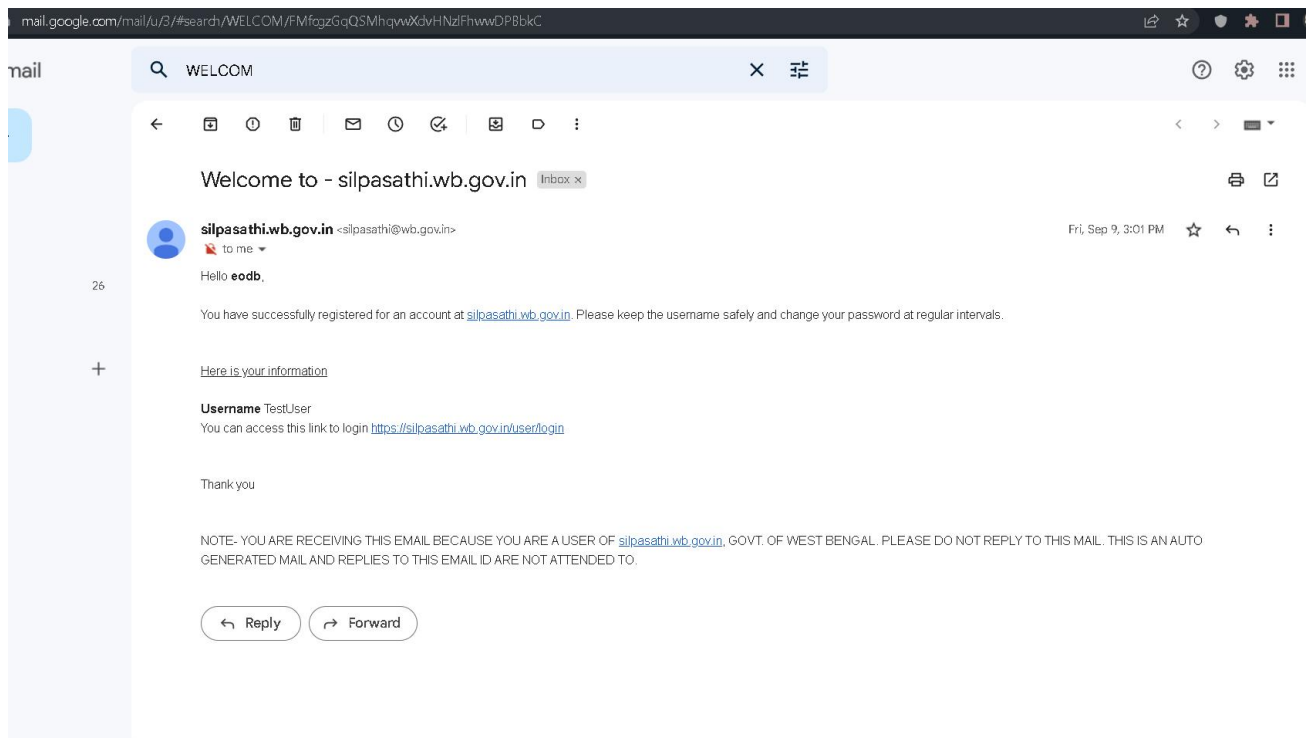 mail.google.com/mail/u/3/#search/WELCOM/
mail
WELCOM
Welcome to - silpasathi.wb.gov.in Inbox ×
silpasathi.wb.gov.in <silpasathi@wb.gov.in> Fri, Sep 9, 3:01 PM
to me
Hello eodb,
26
You have successfully registered for an account at silpasathi.wb.gov.in. Please keep the username safely and change your password at regular intervals.
Here is your information
Username TestUser
You can access this link to login https://silpasathi.wb.gov.in/user/login
Thank you
NOTE- YOU ARE RECEIVING THIS EMAIL BECAUSE YOU ARE A USER OF silpasathi.wb.gov.in, GOVT. OF WEST BENGAL. PLEASE DO NOT REPLY TO THIS MAIL. THIS IS AN AUTO
GENERATED MAIL AND REPLIES TO THIS EMAIL ID ARE NOT ATTENDED TO.
Reply Forward